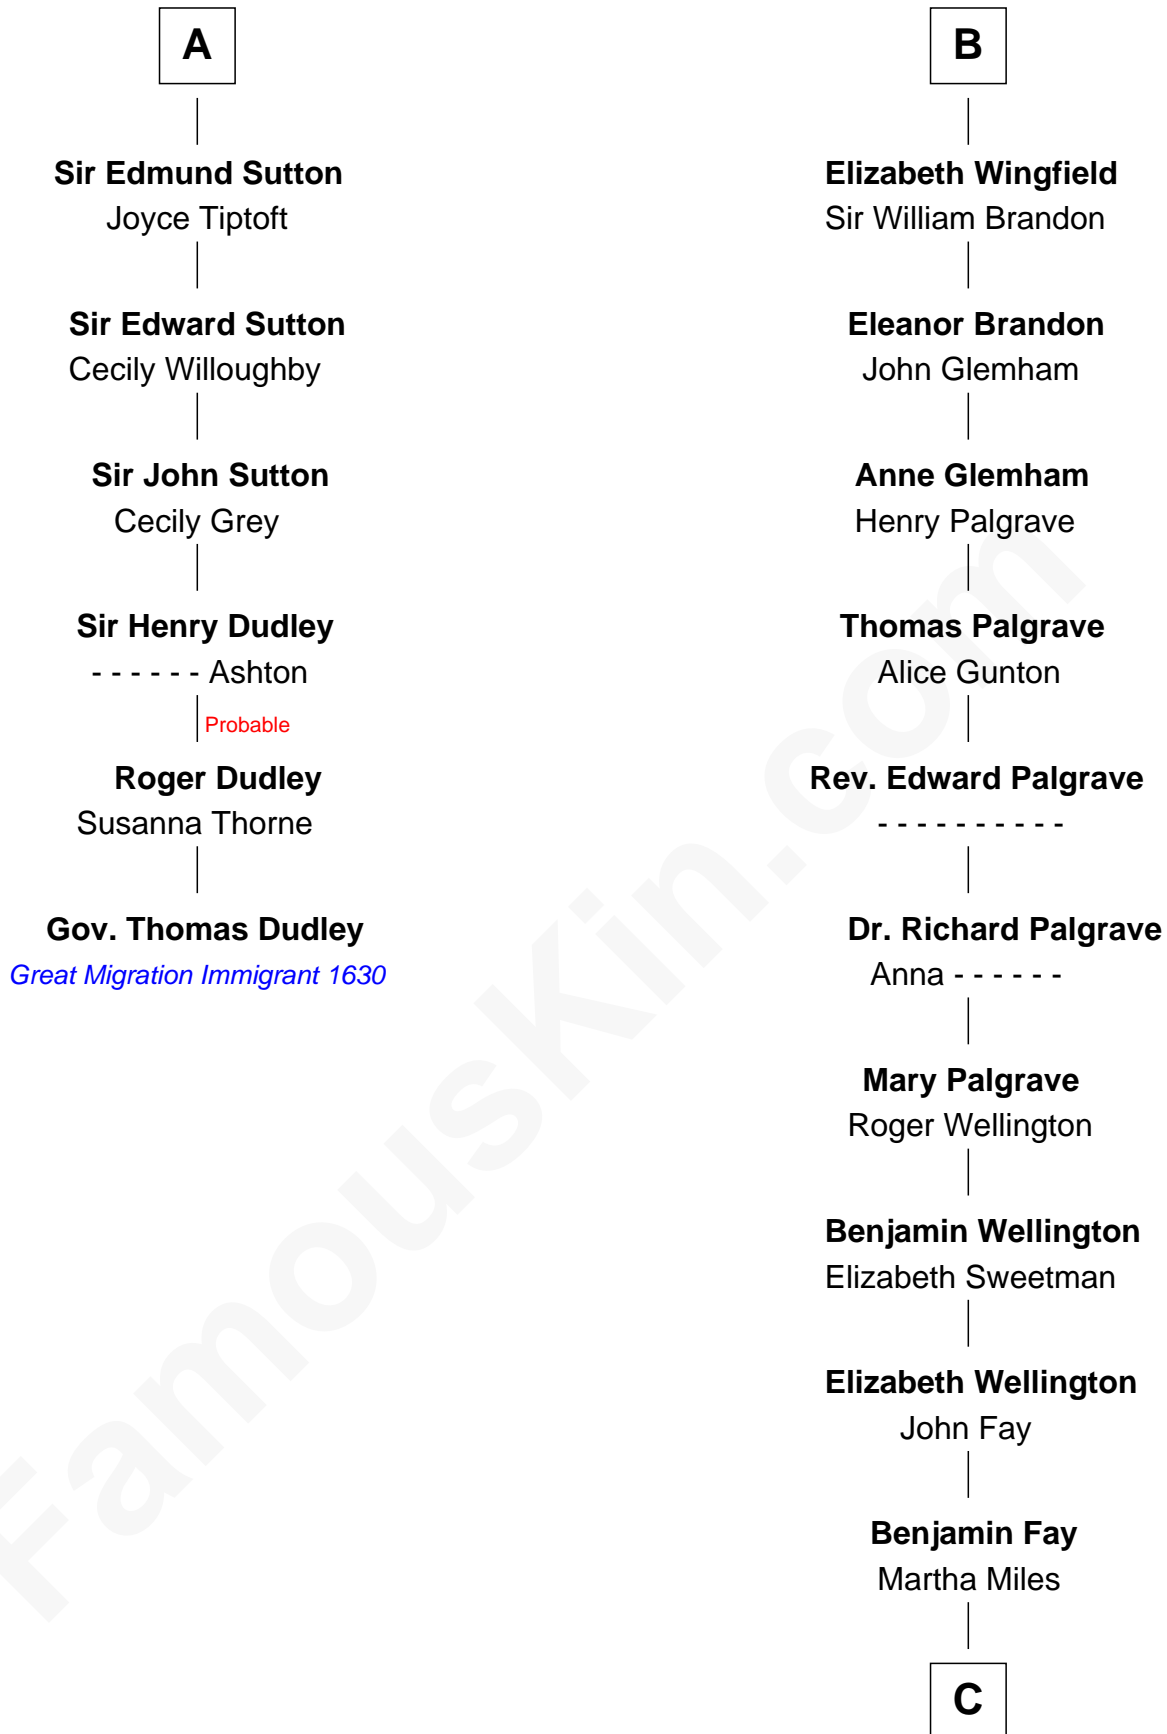 A
Sir Edmund Sutton
Joyce Tiptoft
Sir Edward Sutton
Cecily Willoughby
Sir John Sutton
Cecily Grey
Sir Henry Dudley
- - - - - - Ashton
Probable
Roger Dudley
Susanna Thorne
Gov. Thomas Dudley
Great Migration Immigrant 1630
B
Elizabeth Wingfield
Sir William Brandon
Eleanor Brandon
John Glemham
Anne Glemham
Henry Palgrave
Thomas Palgrave
Alice Gunton
Rev. Edward Palgrave
- - - - - - - - - -
Dr. Richard Palgrave
Anna - - - - - -
Mary Palgrave
Roger Wellington
Benjamin Wellington
Elizabeth Sweetman
Elizabeth Wellington
John Fay
Benjamin Fay
Martha Miles
C
FamousKin.com